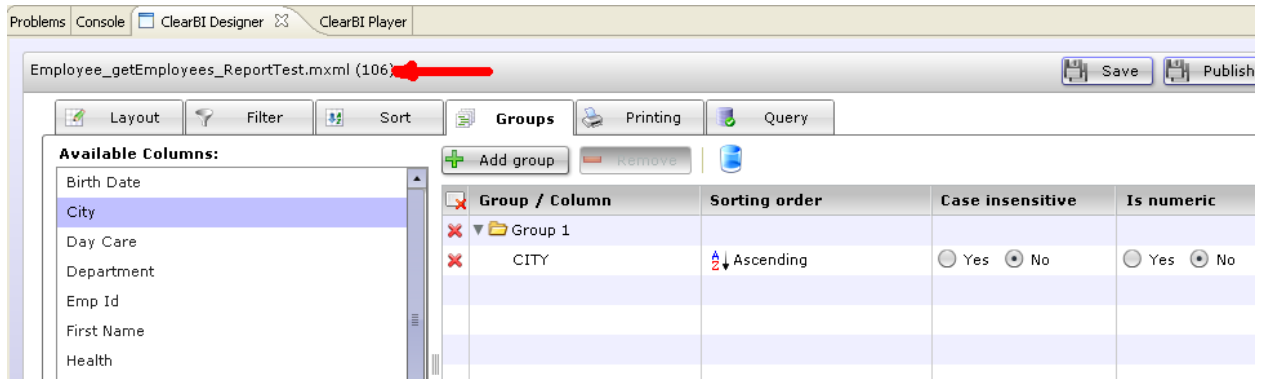 Problems Console ClearBI Designer ClearBI Player
Employee_getEmployees_ReportTest.mxml (106) Save Publish
Layout Filter Sort Groups Printing Query
Available Columns:
Add group Remove
Birth Date
City
Day Care
Department
Emp Id
First Name
Health
Group / Column Sorting order Case insensitive Is numeric
Group 1
CITY Ascending Yes No Yes No